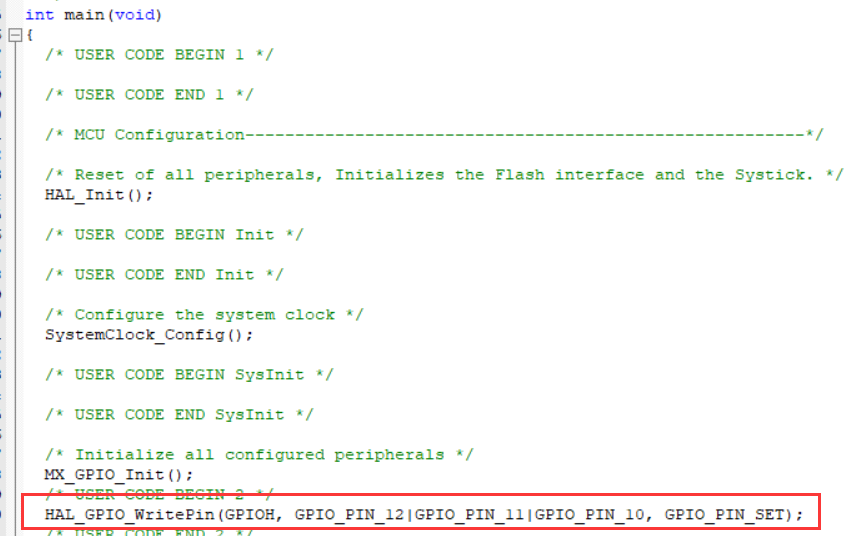 int main(void)
{
/* USER CODE BEGIN 1 */
/* USER CODE END 1 */
/* MCU Configuration--------------------------------------------------------*/
/* Reset of all peripherals, Initializes the Flash interface and the Systick. */
HAL_Init();
/* USER CODE BEGIN Init */
/* USER CODE END Init */
/* Configure the system clock */
SystemClock_Config();
/* USER CODE BEGIN SysInit */
/* USER CODE END SysInit */
/* Initialize all configured peripherals */
MX_GPIO_Init();
/* USER CODE BEGIN 2 */
HAL_GPIO_WritePin(GPIOH, GPIO_PIN_12|GPIO_PIN_11|GPIO_PIN_10, GPIO_PIN_SET);
/* USER CODE END 2 */